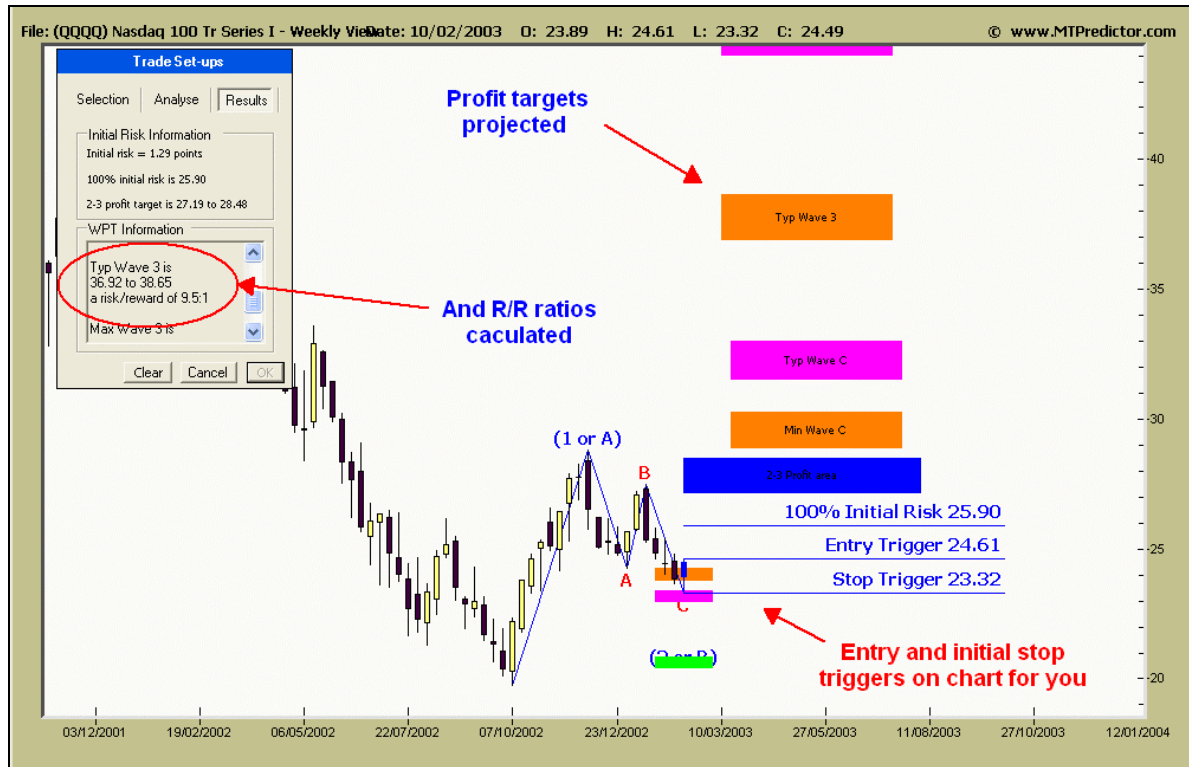 File: (QQQQ) Nasdaq 100 Tr Series I - Weekly View
Date: 10/02/2003 O: 23.89 H: 24.61 L: 23.32 C: 24.49
© www.MTPredictor.com
Trade Set-ups
Selection Analyse Results
Initial Risk Information
Initial risk = 1.29 points
100% initial risk is 25.90
2-3 profit target is 27.19 to 28.48
WPT Information
Typ Wave 3 is
36.92 to 38.65
a risk/reward of 9.5:1
Max Wave 3 is
Clear Cancel OK
Profit targets
projected
And R/R ratios
caculated
Typ Wave 3
Typ Wave C
Min Wave C
2-3 Profit area
100% Initial Risk 25.90
Entry Trigger 24.61
Stop Trigger 23.32
(1 or A)
B
A
C
(2 or B)
Entry and initial stop
triggers on chart for you
40
35
30
25
20
03/12/2001 19/02/2002 06/05/2002 22/07/2002 07/10/2002 23/12/2002 10/03/2003 27/05/2003 11/08/2003 27/10/2003 12/01/2004